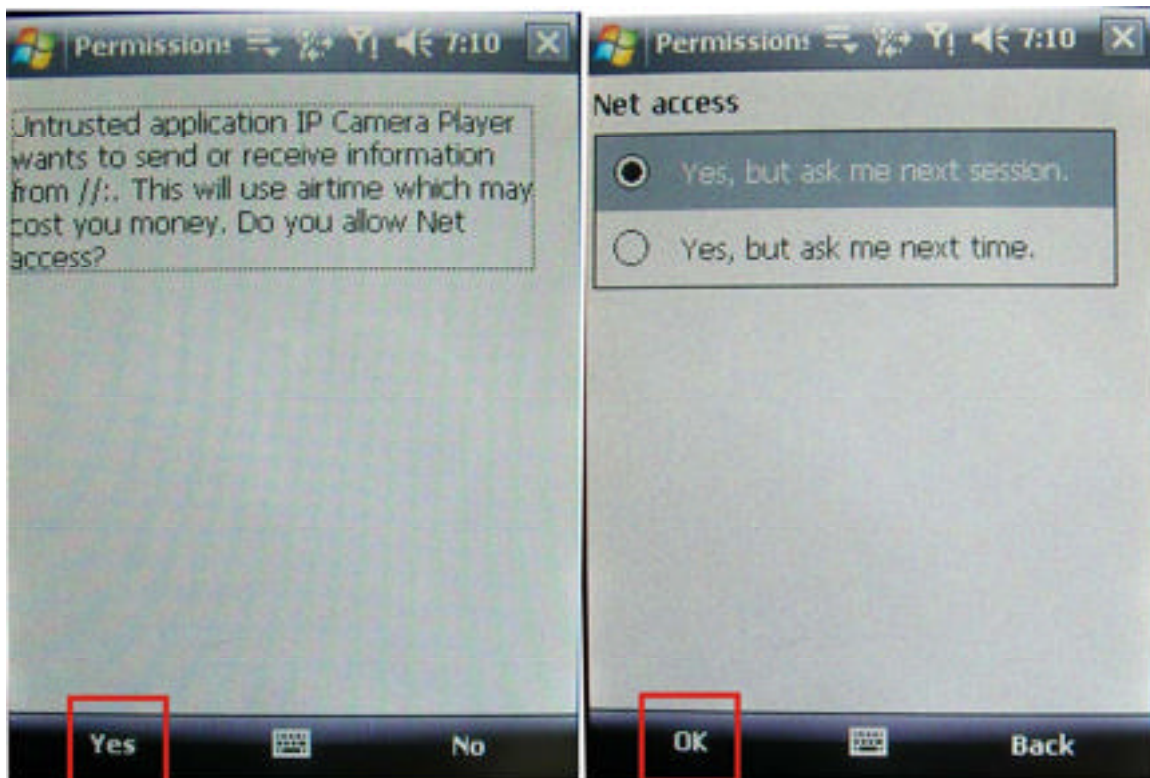 Permissions 7:10
Untrusted application IP Camera Player
wants to send or receive information
from //:. This will use airtime which may
cost you money. Do you allow Net
access?
Yes No
Permissions 7:10
Net access
Yes, but ask me next session.
Yes, but ask me next time.
OK Back